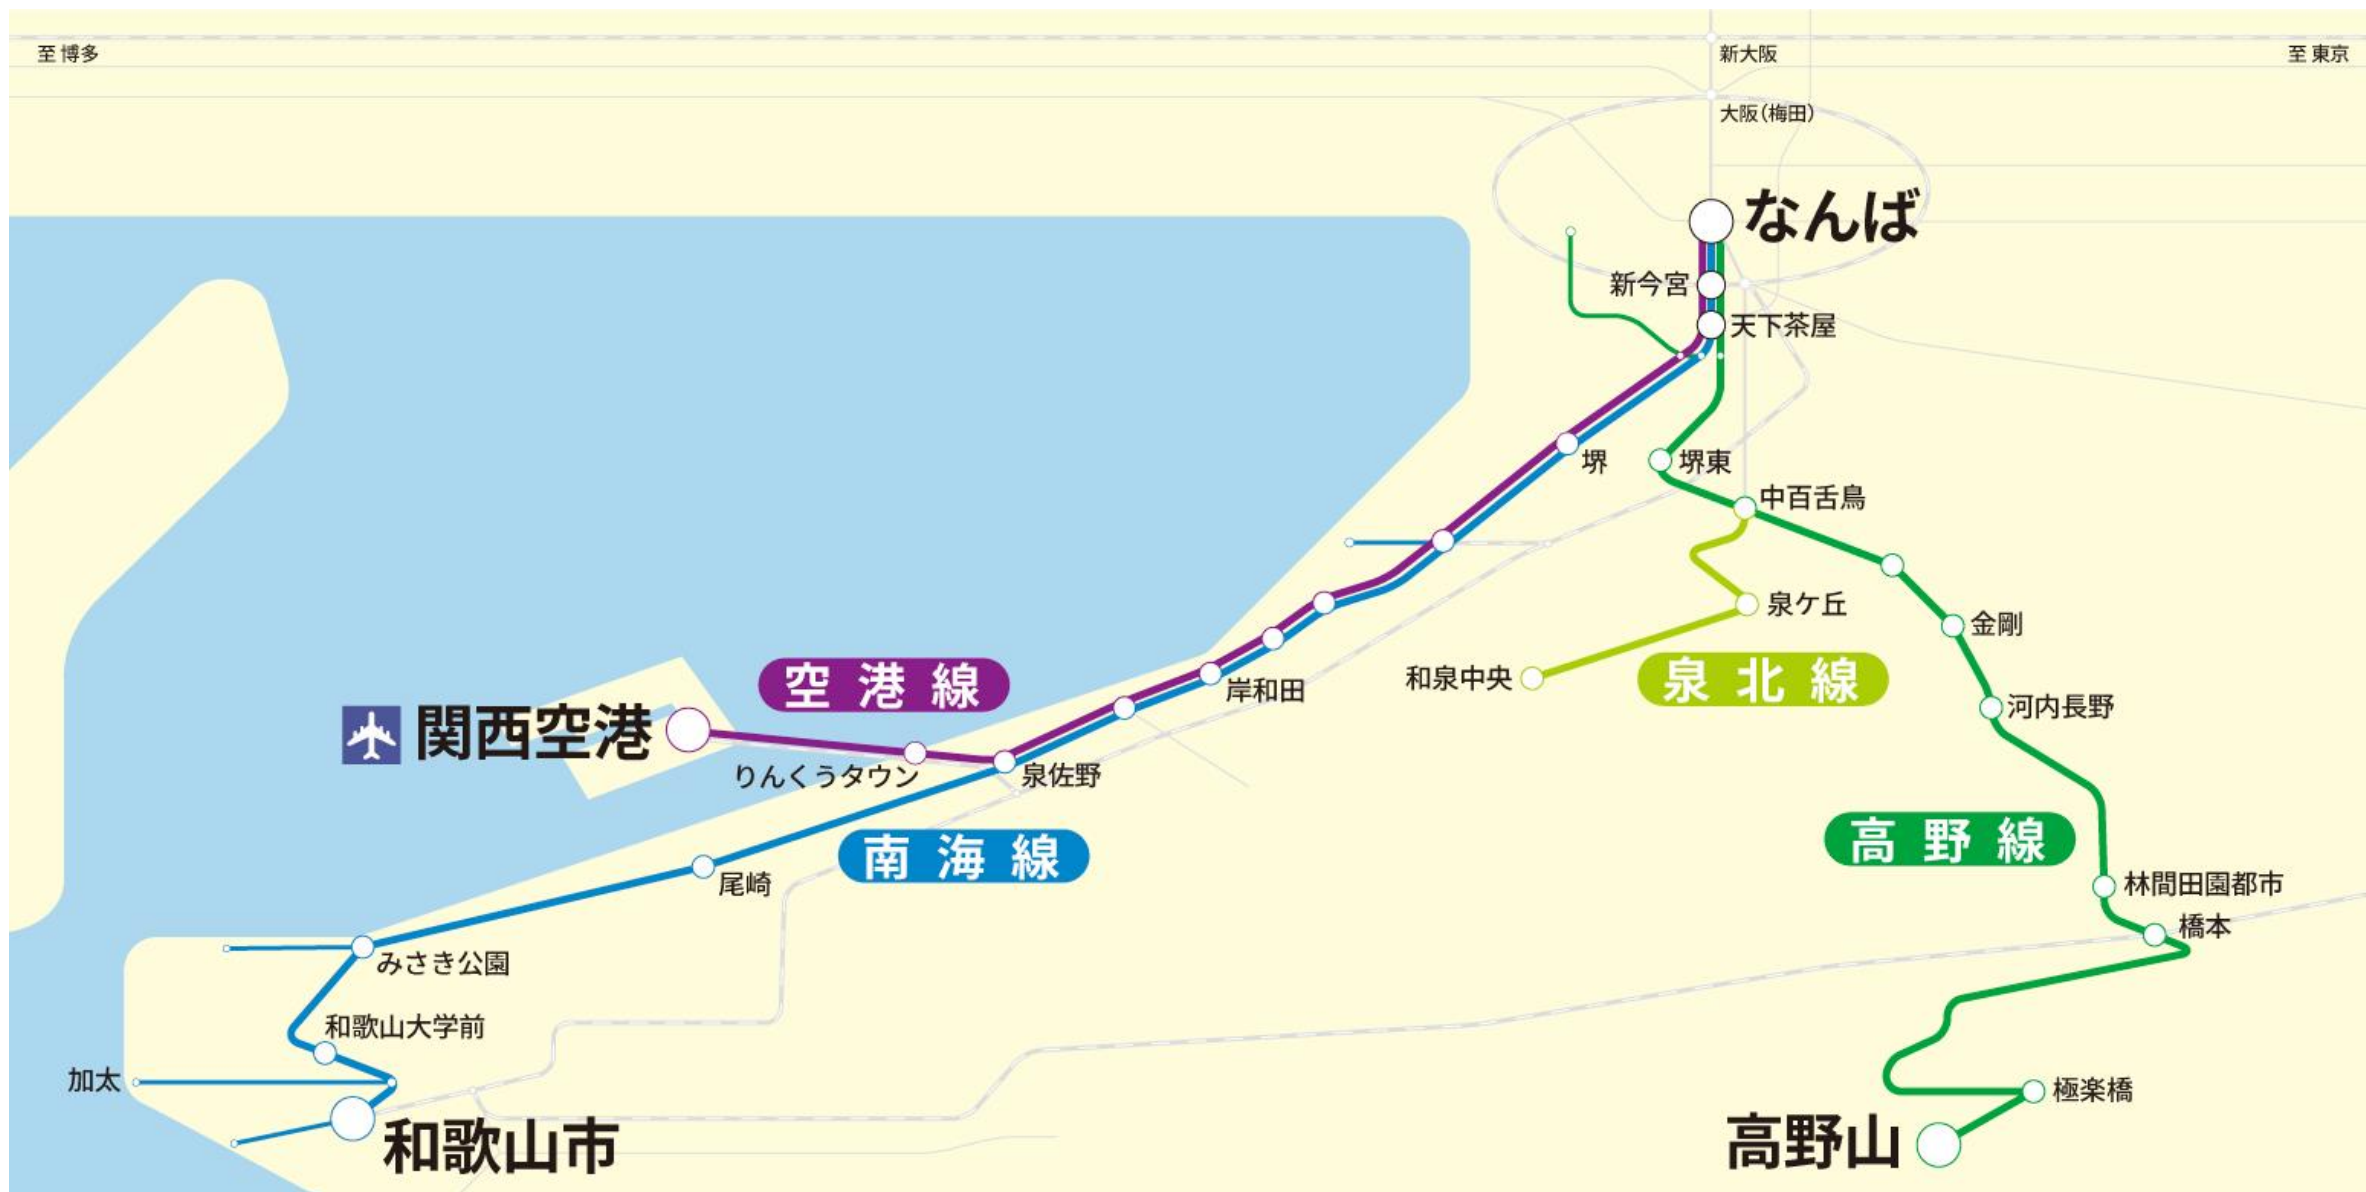 至 博多
新大阪
至 東京
大阪（梅田）
なんば
新今宮
天下茶屋
堺
堺東
中百舌鳥
泉ケ丘
金剛
和泉中央
泉北線
岸和田
空港線
河内長野
関西空港
りんくうタウン
泉佐野
高野線
南海線
尾崎
林間田園都市
橋本
みさき公園
和歌山大学前
加太
極楽橋
和歌山市
高野山